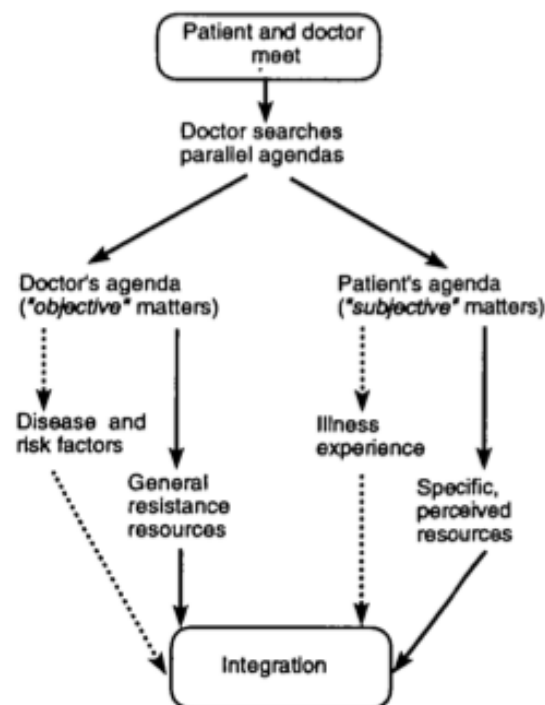 Patient and doctor
meet
Doctor searches
parallel agendas
Doctor's agenda
("objective" matters)
Patient's agenda
("subjective" matters)
Disease and
risk factors
Illness
experience
General
resistance
resources
Specific,
perceived
resources
Integration